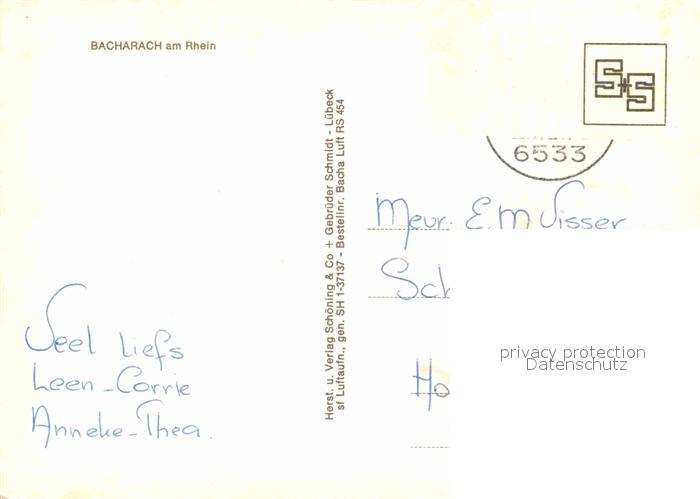 BACHARACH am Rhein
S+S
6533
Herst. u. Verlag Schöning & Co + Gebrüder Schmidt - Lübeck
sf Luftaufn., gen. SH 1-37137 - Bestellnr. Bacha Luft RS 454
Mevr. E.M Visser
Sch
Ho
privacy protection
Datenschutz
Veel liefs
Leen-Corrie
Anneke-Thea.